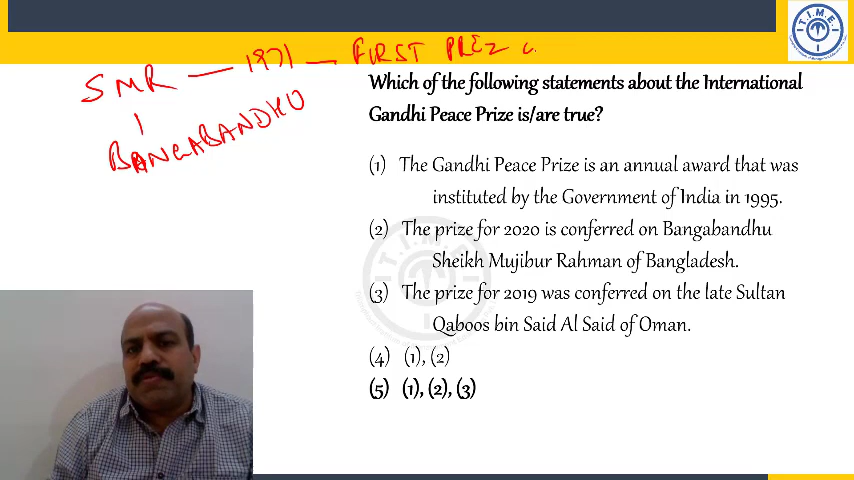 T.I.M.E.
SMR — 1971 — FIRST PREZ
BANGABANDHU
Which of the following statements about the International
Gandhi Peace Prize is/are true?
(1) The Gandhi Peace Prize is an annual award that was
instituted by the Government of India in 1995.
(2) The prize for 2020 is conferred on Bangabandhu
Sheikh Mujibur Rahman of Bangladesh.
(3) The prize for 2019 was conferred on the late Sultan
Qaboos bin Said Al Said of Oman.
(4) (1), (2)
(5) (1), (2), (3)